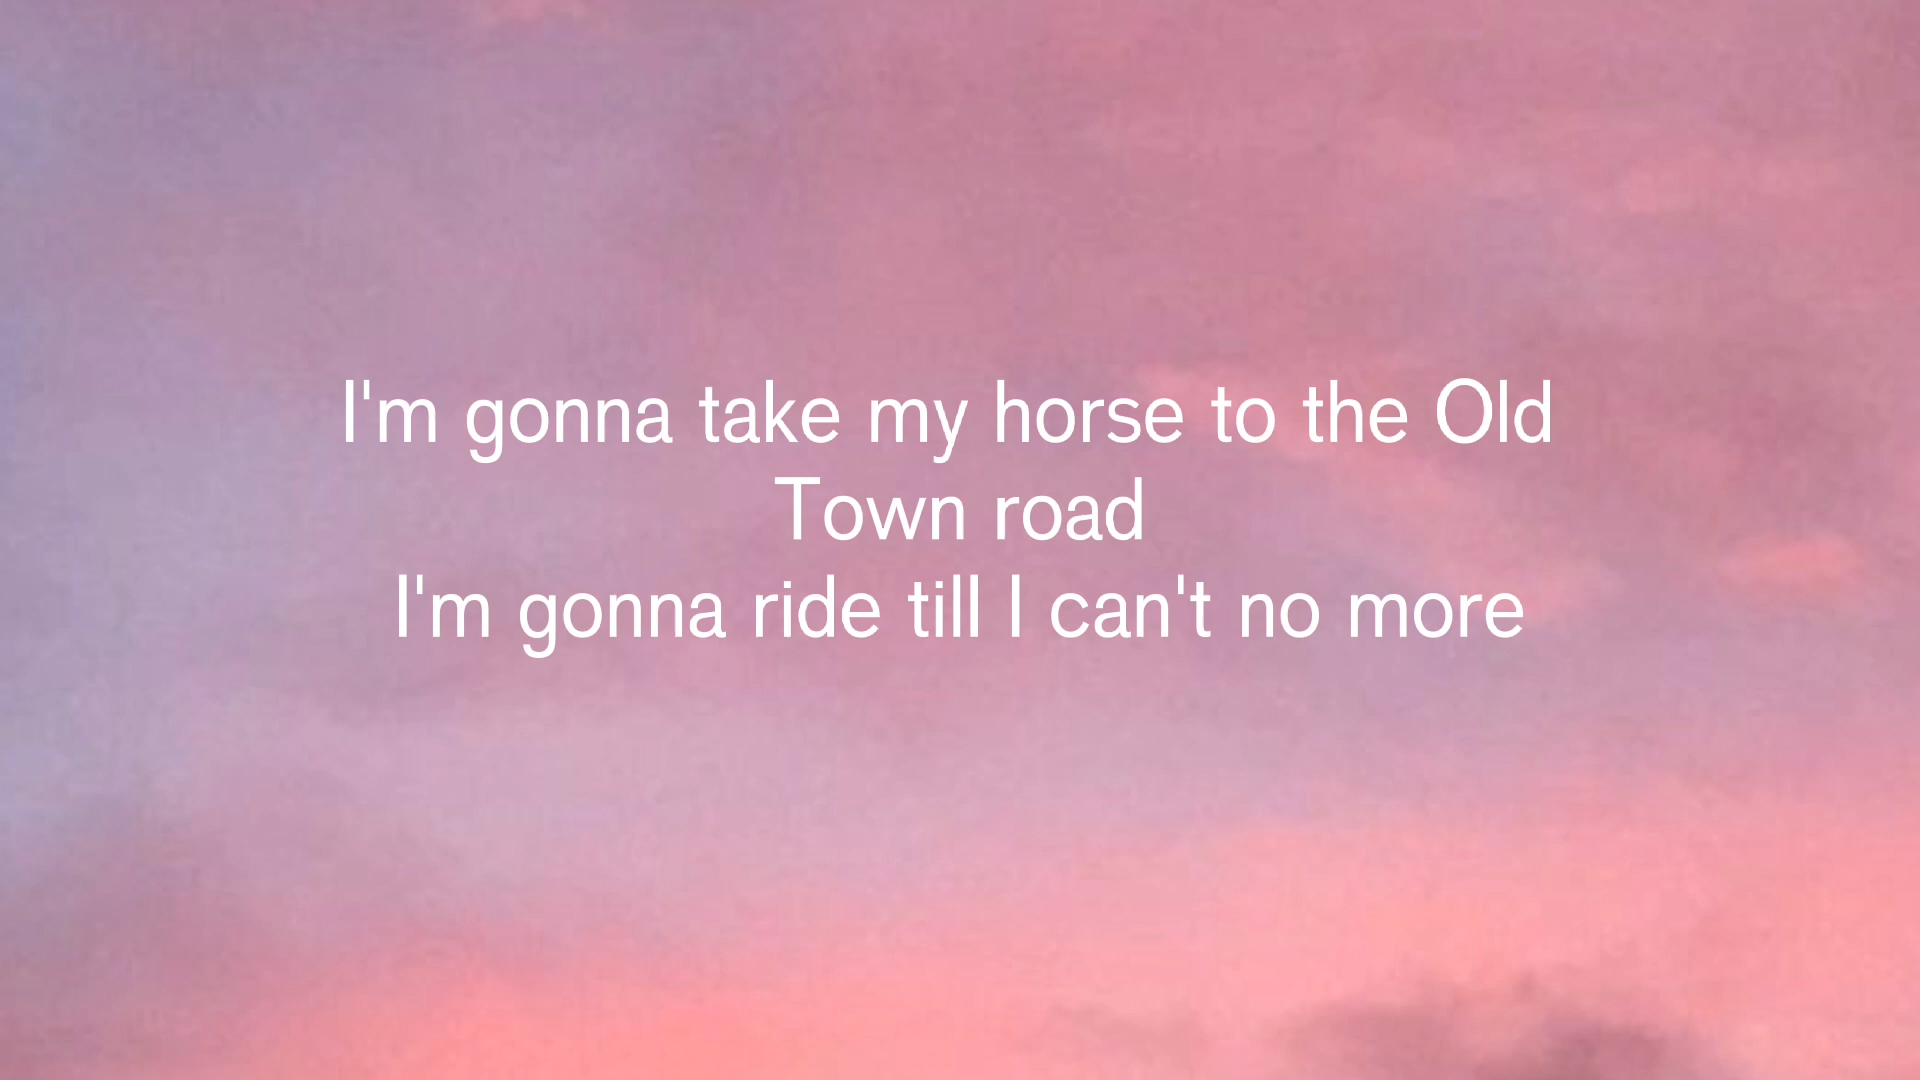 I'm gonna take my horse to the Old
Town road
I'm gonna ride till I can't no more